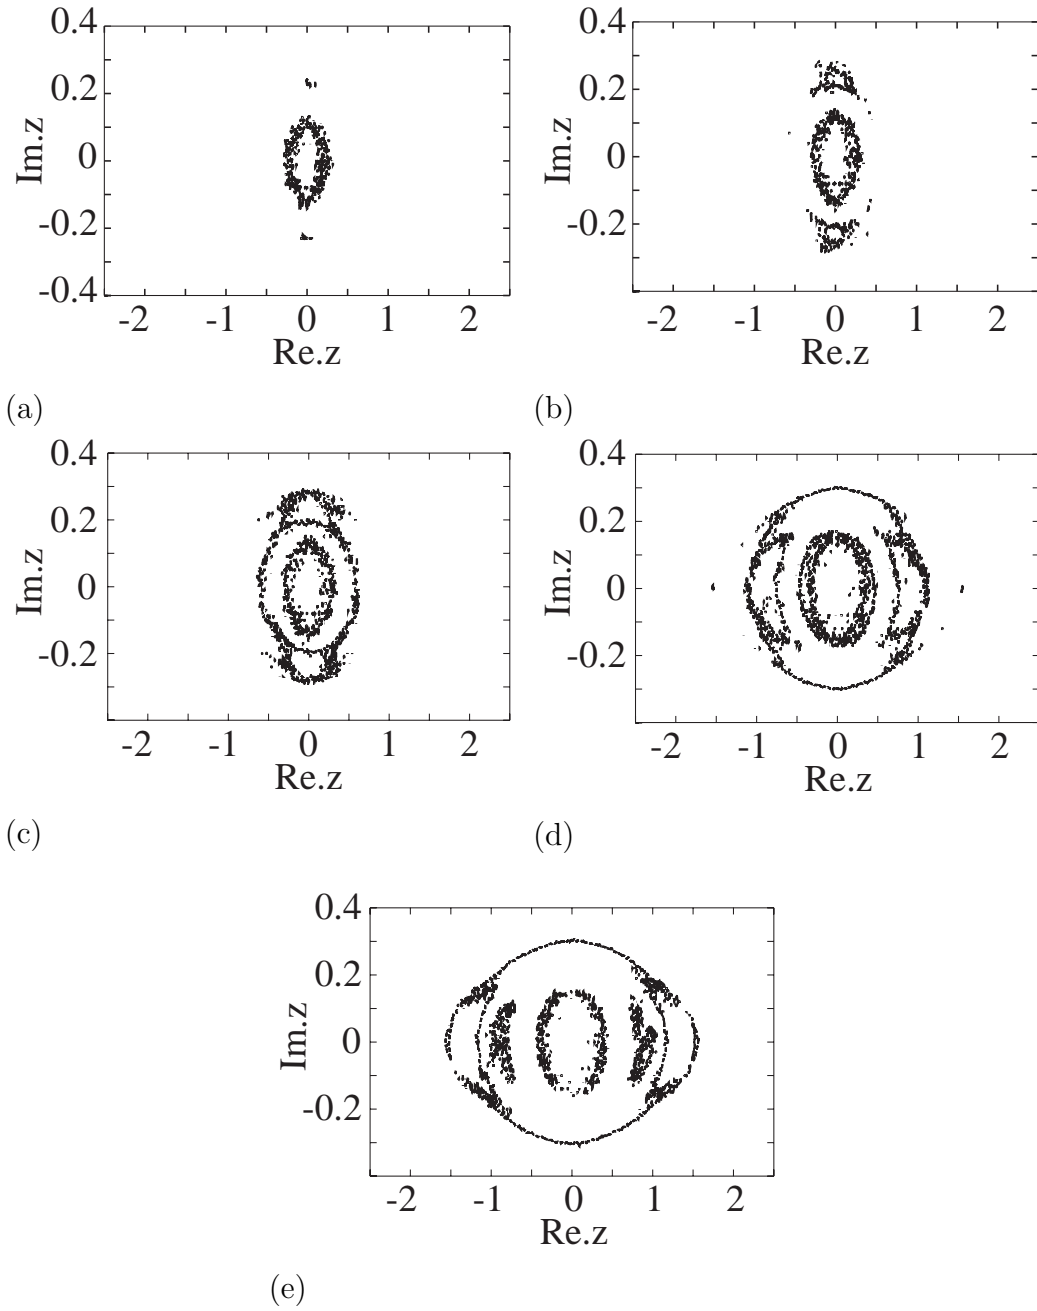 0.4 0.4
0.2 0.2
Im.z 0 Im.z 0
-0.2 -0.2
-0.4
-2 -1 0 1 2 -2 -1 0 1 2
Re.z Re.z
(a) (b)
0.4 0.4
0.2 0.2
Im.z 0 Im.z 0
-0.2 -0.2
-2 -1 0 1 2 -2 -1 0 1 2
Re.z Re.z
(c) (d)
0.4
0.2
Im.z 0
-0.2
-2 -1 0 1 2
Re.z
(e)